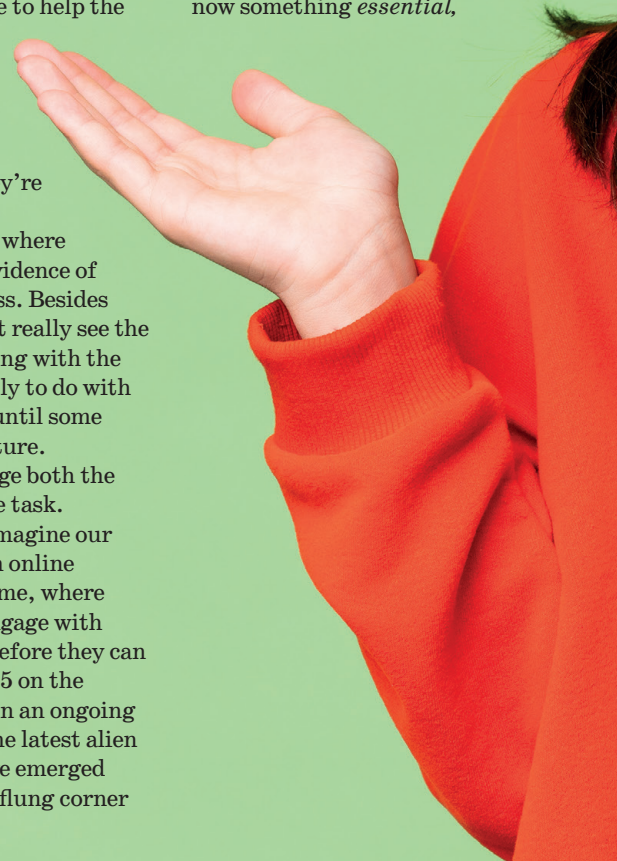 e to help the
y're
where
vidence of
ss. Besides
t really see the
ng with the
ly to do with
until some
ture.
ge both the
e task.
magine our
n online
me, where
gage with
efore they can
5 on the
n an ongoing
he latest alien
e emerged
flung corner
now something essential,